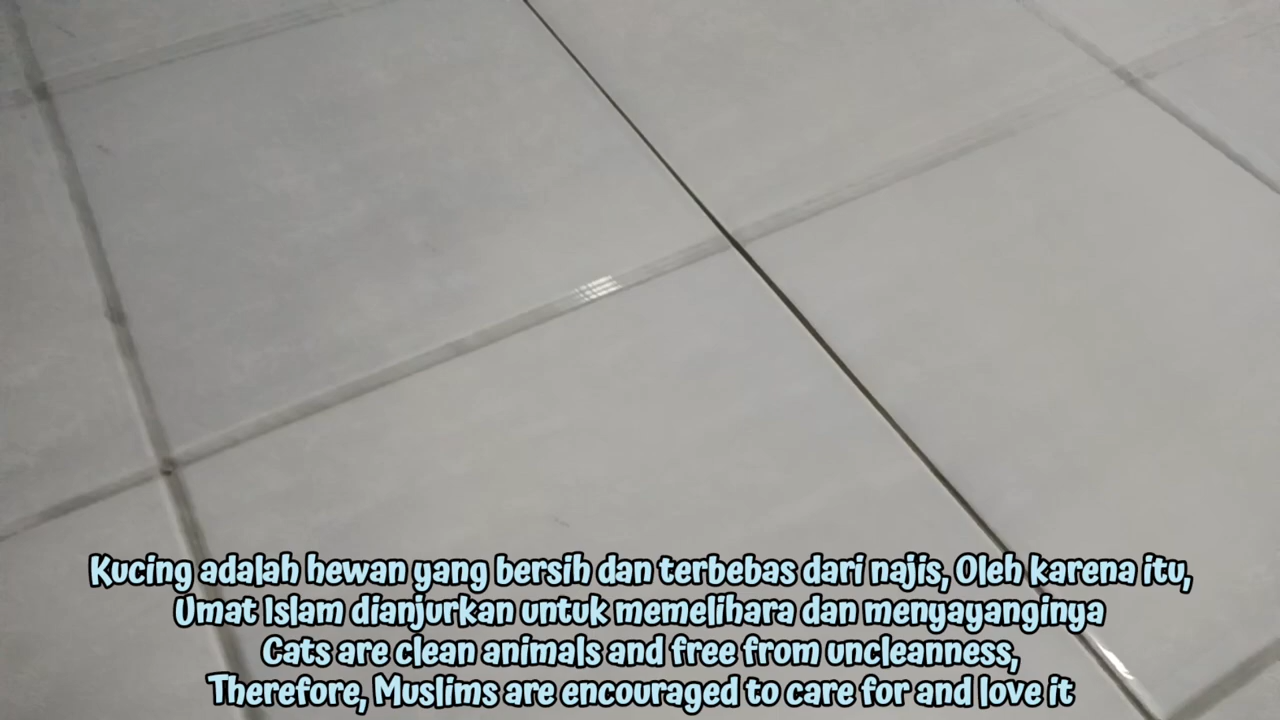 Kucing adalah hewan yang bersih dan terbebas dari najis, Oleh karena itu,
Umat Islam dianjurkan untuk memelihara dan menyayanginya
Cats are clean animals and free from uncleanness,
Therefore, Muslims are encouraged to care for and love it